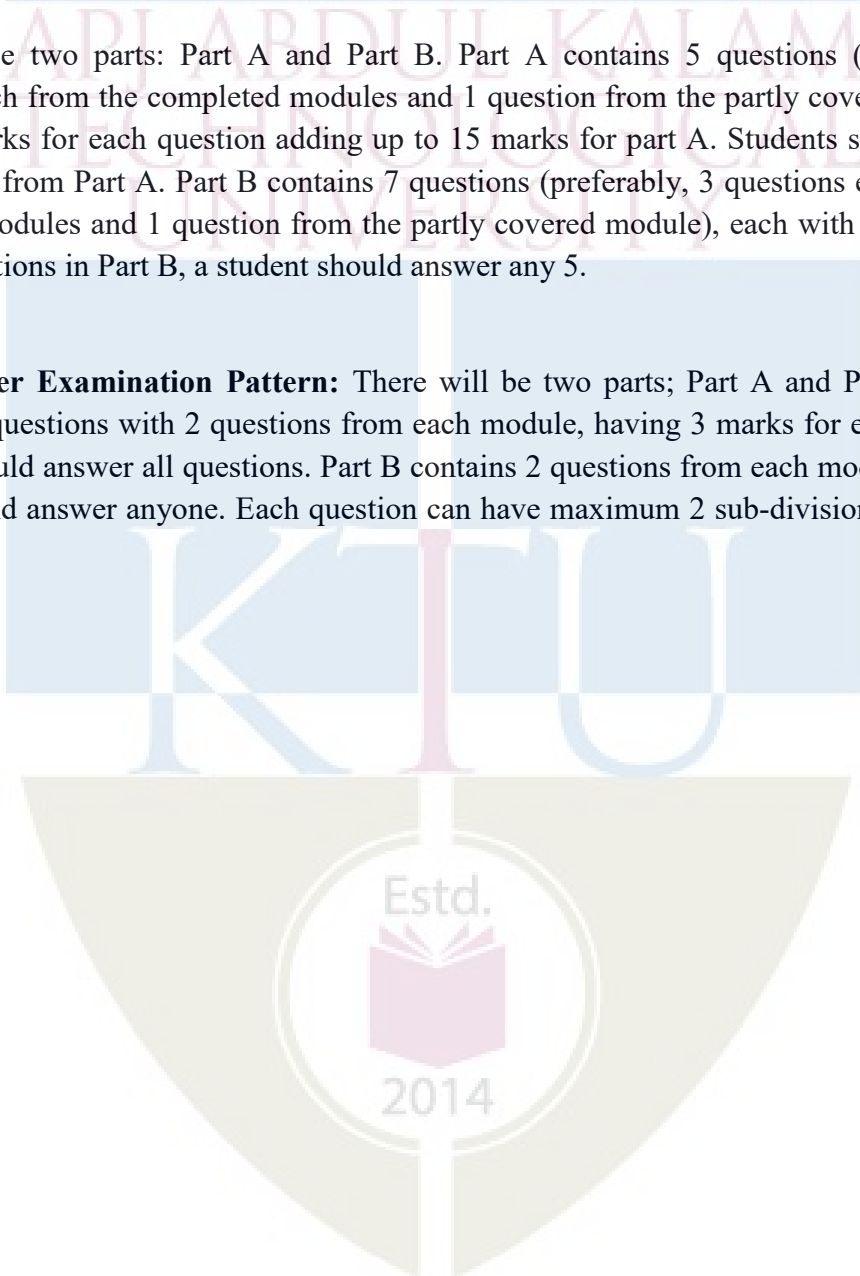 APJ ABDUL KALAM
TECHNOLOGICAL
UNIVERSITY
e two parts: Part A and Part B. Part A contains 5 questions (
ch from the completed modules and 1 question from the partly cove
rks for each question adding up to 15 marks for part A. Students s
from Part A. Part B contains 7 questions (preferably, 3 questions e
odules and 1 question from the partly covered module), each with
tions in Part B, a student should answer any 5.
er Examination Pattern: There will be two parts; Part A and P
questions with 2 questions from each module, having 3 marks for e
uld answer all questions. Part B contains 2 questions from each mo
d answer anyone. Each question can have maximum 2 sub-division
KTU
Estd.
2014